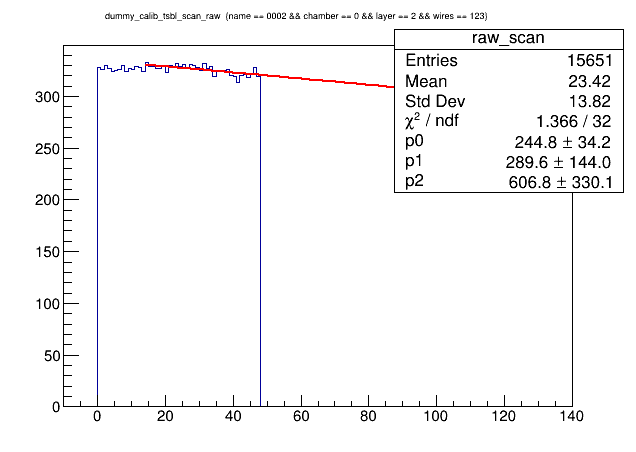 dummy_calib_tsbl_scan_raw {name == 0002 && chamber == 0 && layer == 2 && wires == 123}
raw_scan
Entries 15651
Mean 23.42
Std Dev 13.82
χ² / ndf 1.366 / 32
p0 244.8 ± 34.2
p1 289.6 ± 144.0
p2 606.8 ± 330.1
300
250
200
150
100
50
0
0 20 40 60 80 100 120 140